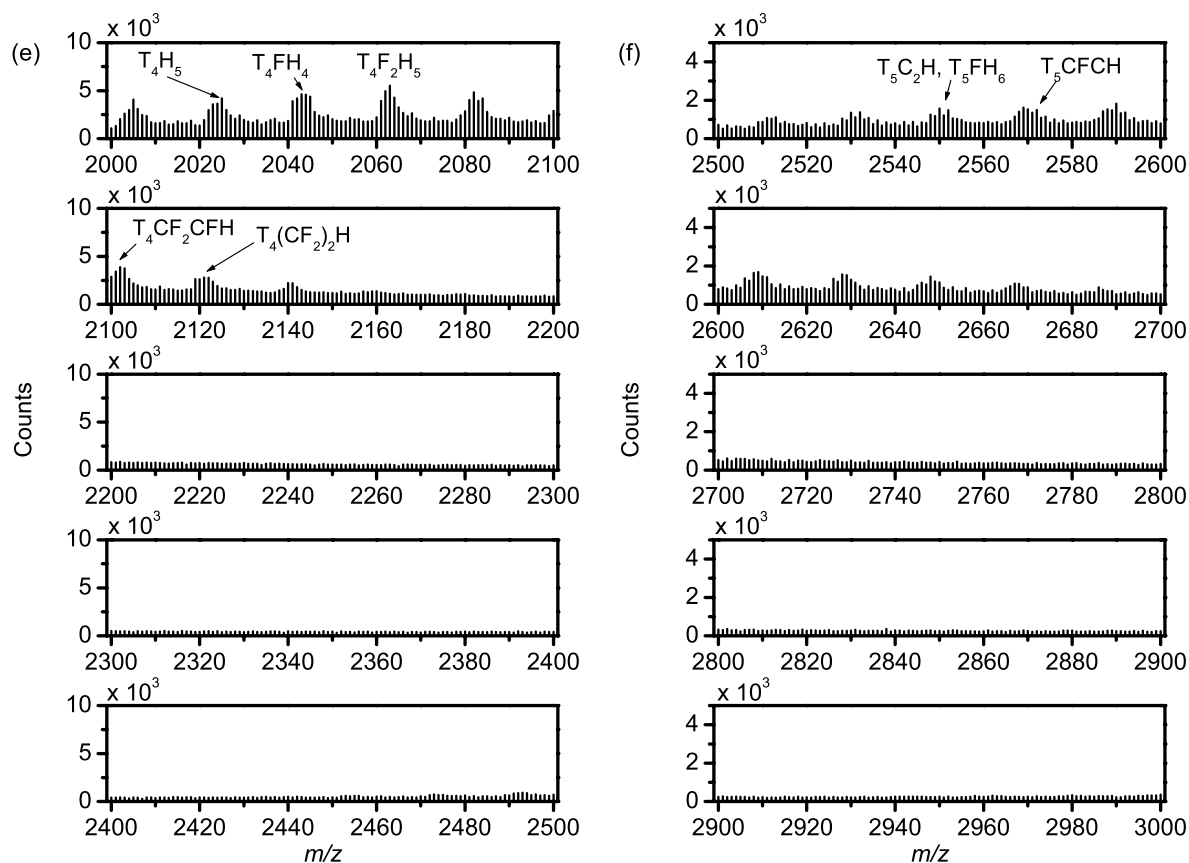 (e)
x 10³
10
5
0
T₄H₅
T₄FH₄
T₄F₂H₅
2000 2020 2040 2060 2080 2100
x 10³
10
5
0
T₄CF₂CFH
T₄(CF₂)₂H
2100 2120 2140 2160 2180 2200
x 10³
10
5
0
2200 2220 2240 2260 2280 2300
x 10³
10
5
0
2300 2320 2340 2360 2380 2400
x 10³
10
5
0
2400 2420 2440 2460 2480 2500
Counts
m/z
(f)
x 10³
4
2
0
T₅C₂H, T₅FH₆
T₅CFCH
2500 2520 2540 2560 2580 2600
x 10³
4
2
0
2600 2620 2640 2660 2680 2700
x 10³
4
2
0
2700 2720 2740 2760 2780 2800
x 10³
4
2
0
2800 2820 2840 2860 2880 2900
x 10³
4
2
0
2900 2920 2940 2960 2980 3000
Counts
m/z